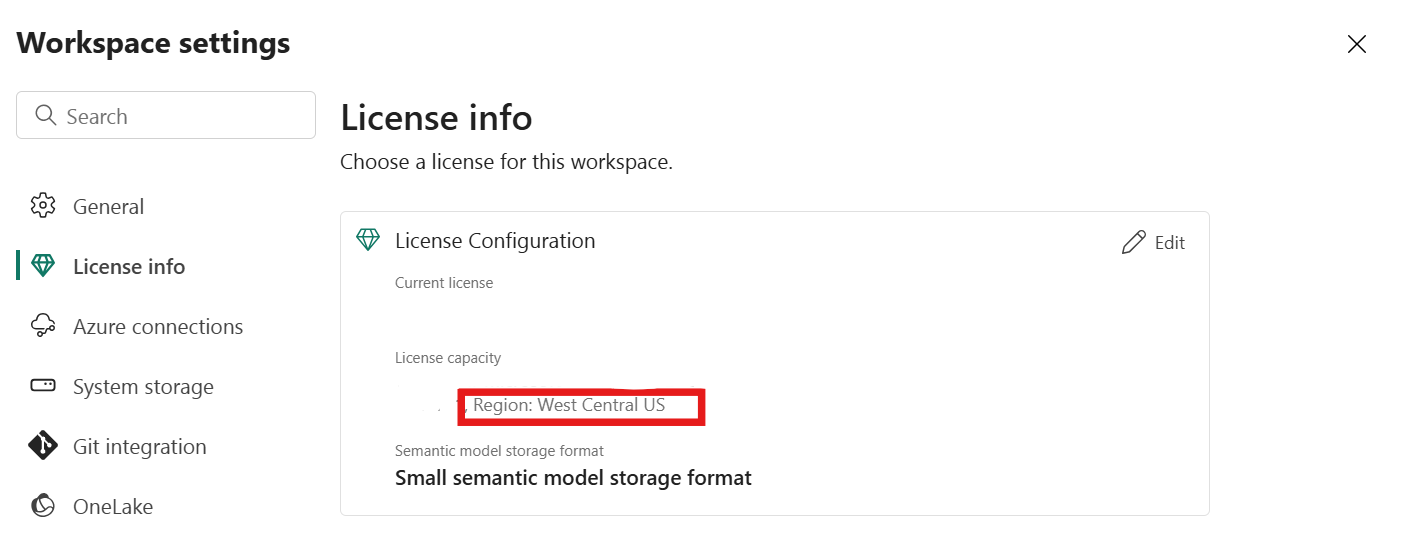 Workspace settings
Search
General
License info
Azure connections
System storage
Git integration
OneLake
License info
Choose a license for this workspace.
License Configuration
Edit
Current license
License capacity
, Region: West Central US
Semantic model storage format
Small semantic model storage format